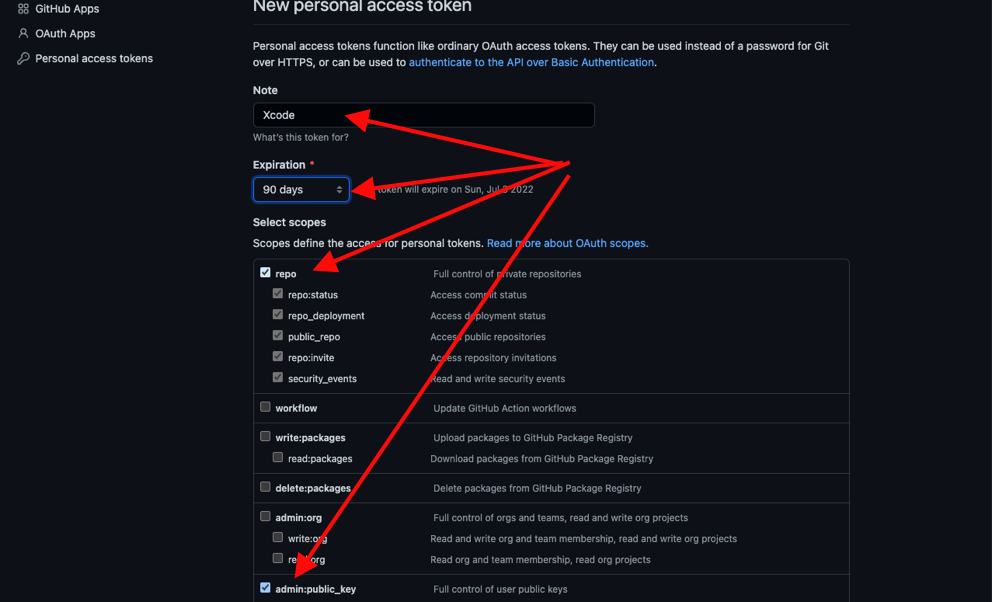 New personal access token
GitHub Apps
OAuth Apps
Personal access tokens
Personal access tokens function like ordinary OAuth access tokens. They can be used instead of a password for Git
over HTTPS, or can be used to authenticate to the API over Basic Authentication.
Note
Xcode
What's this token for?
Expiration *
90 days
token will expire on Sun, Jul 2022
Select scopes
Scopes define the access for personal tokens. Read more about OAuth scopes.
repo Full control of private repositories
repo:status Access commit status
repo_deployment Access deployment status
public_repo Access public repositories
repo:invite Access repository invitations
security_events Read and write security events
workflow Update GitHub Action workflows
write:packages Upload packages to GitHub Package Registry
read:packages Download packages from GitHub Package Registry
delete:packages Delete packages from GitHub Package Registry
admin:org Full control of orgs and teams, read and write org projects
write:org Read and write org and team membership, read and write org projects
read:org Read org and team membership, read org projects
admin:public_key Full control of user public keys